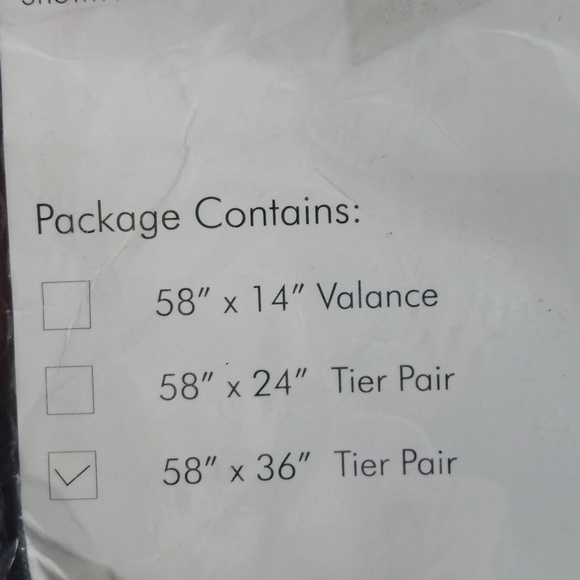 Package Contains:
58" x 14" Valance
58" x 24" Tier Pair
58" x 36" Tier Pair